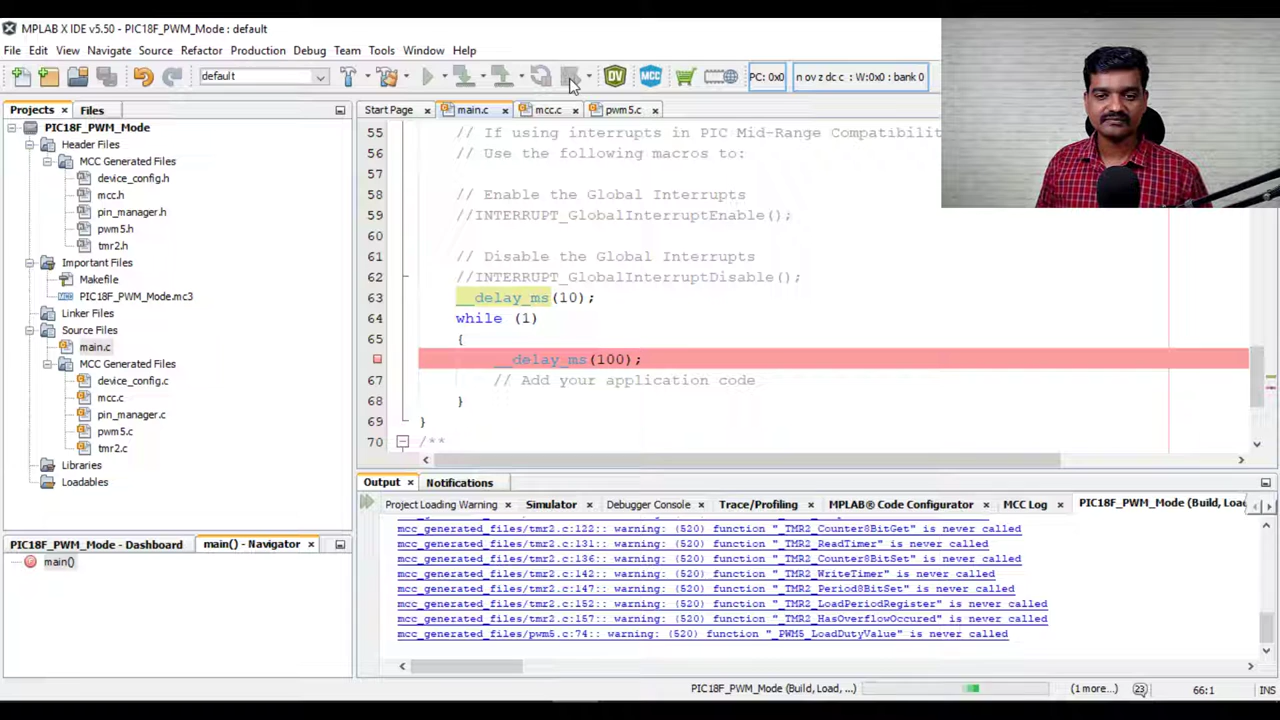 MPLAB X IDE v5.50 - PIC18F_PWM_Mode : default
File Edit View Navigate Source Refactor Production Debug Team Tools Window Help
default
DV
MCC
PC: 0x0
n ov z dc c : W:0x0 : bank 0
Projects
Files
Start Page
main.c
mcc.c
pwm5.c
PIC18F_PWM_Mode
Header Files
MCC Generated Files
device_config.h
mcc.h
pin_manager.h
pwm5.h
tmr2.h
Important Files
Makefile
PIC18F_PWM_Mode.mc3
Linker Files
Source Files
main.c
MCC Generated Files
device_config.c
mcc.c
pin_manager.c
pwm5.c
tmr2.c
Libraries
Loadables
55 // If using interrupts in PIC Mid-Range Compatibilit
56 // Use the following macros to:
57
58 // Enable the Global Interrupts
59 //INTERRUPT_GlobalInterruptEnable();
60
61 // Disable the Global Interrupts
62 //INTERRUPT_GlobalInterruptDisable();
63 __delay_ms(10);
64 while (1)
65 {
__delay_ms(100);
67 // Add your application code
68 }
69 }
70 /**
PIC18F_PWM_Mode - Dashboard
main() - Navigator
main()
Output
Notifications
Project Loading Warning
Simulator
Debugger Console
Trace/Profiling
MPLAB® Code Configurator
MCC Log
PIC18F_PWM_Mode (Build, Loa
mcc_generated_files/tmr2.c:122:: warning: (520) function "_TMR2_Counter8BitGet" is never called
mcc_generated_files/tmr2.c:131:: warning: (520) function "_TMR2_ReadTimer" is never called
mcc_generated_files/tmr2.c:136:: warning: (520) function "_TMR2_Counter8BitSet" is never called
mcc_generated_files/tmr2.c:142:: warning: (520) function "_TMR2_WriteTimer" is never called
mcc_generated_files/tmr2.c:147:: warning: (520) function "_TMR2_Period8BitSet" is never called
mcc_generated_files/tmr2.c:152:: warning: (520) function "_TMR2_LoadPeriodRegister" is never called
mcc_generated_files/tmr2.c:157:: warning: (520) function "_TMR2_HasOverflowOccured" is never called
mcc_generated_files/pwm5.c:74:: warning: (520) function "_PWM5_LoadDutyValue" is never called
PIC18F_PWM_Mode (Build, Load, ...)
(1 more...)
23
66:1
INS